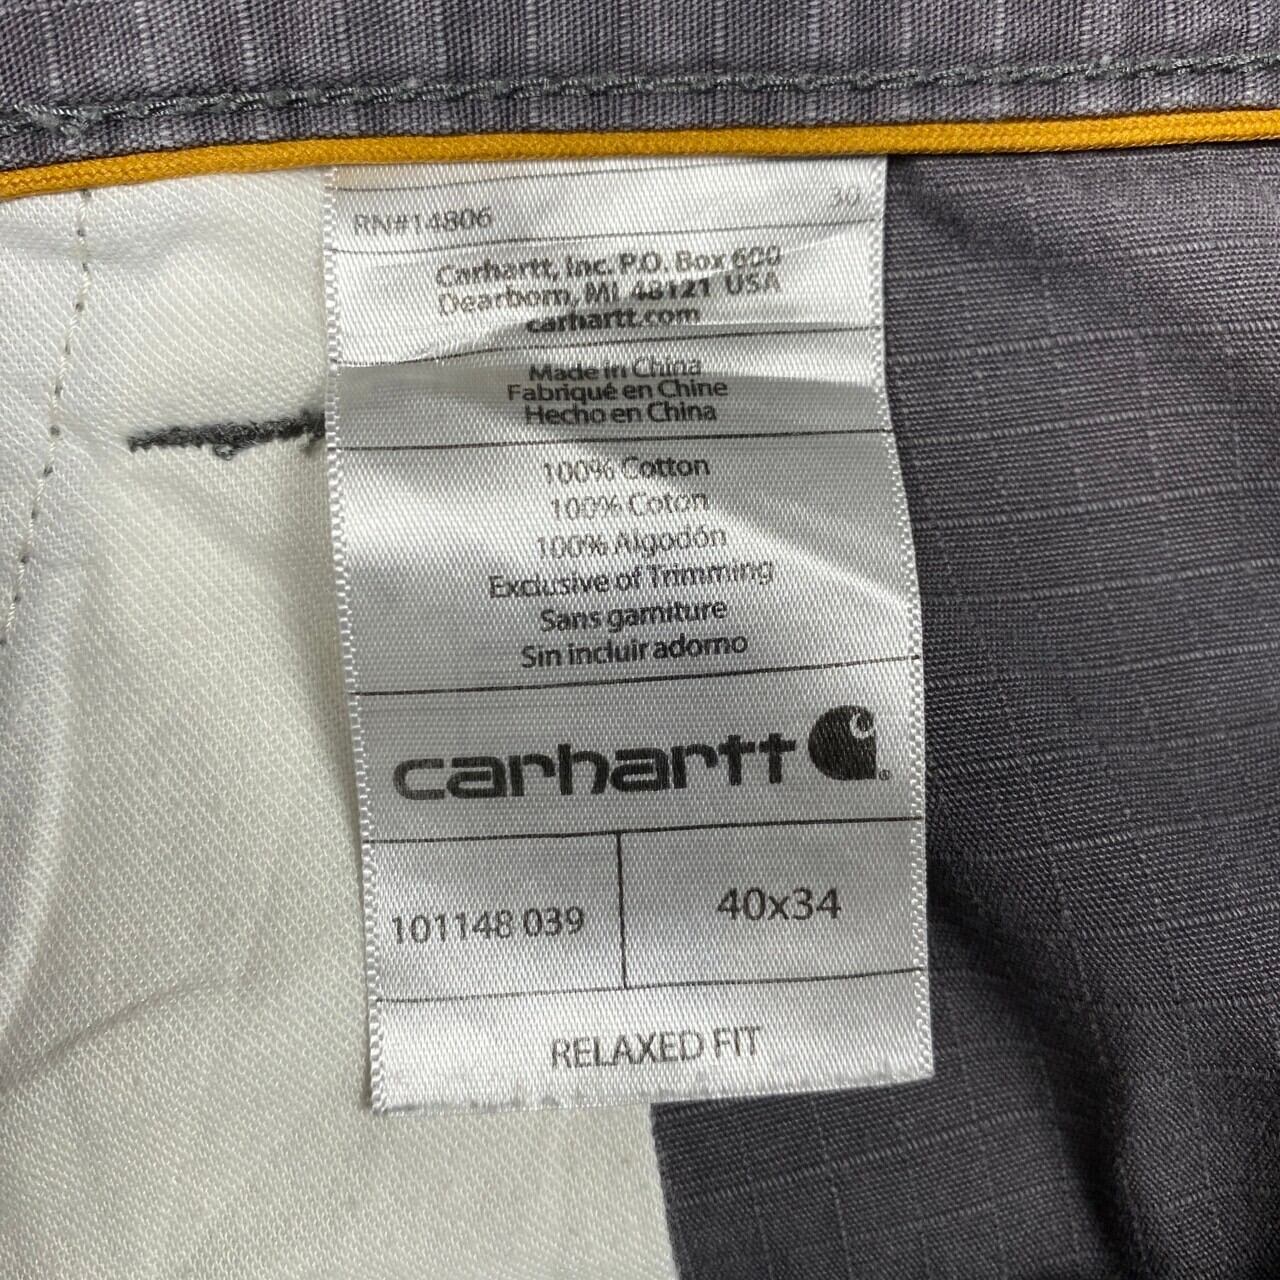 RN#14806 30
Carhartt, Inc. P.O. Box 600
Dearborn, MI 48121 USA
carhartt.com
Made in China
Fabriqué en Chine
Hecho en China
100% Cotton
100% Coton
100% Algodón
Exclusive of Trimming
Sans garniture
Sin incluir adorno
carhartt
101148 039 40x34
RELAXED FIT